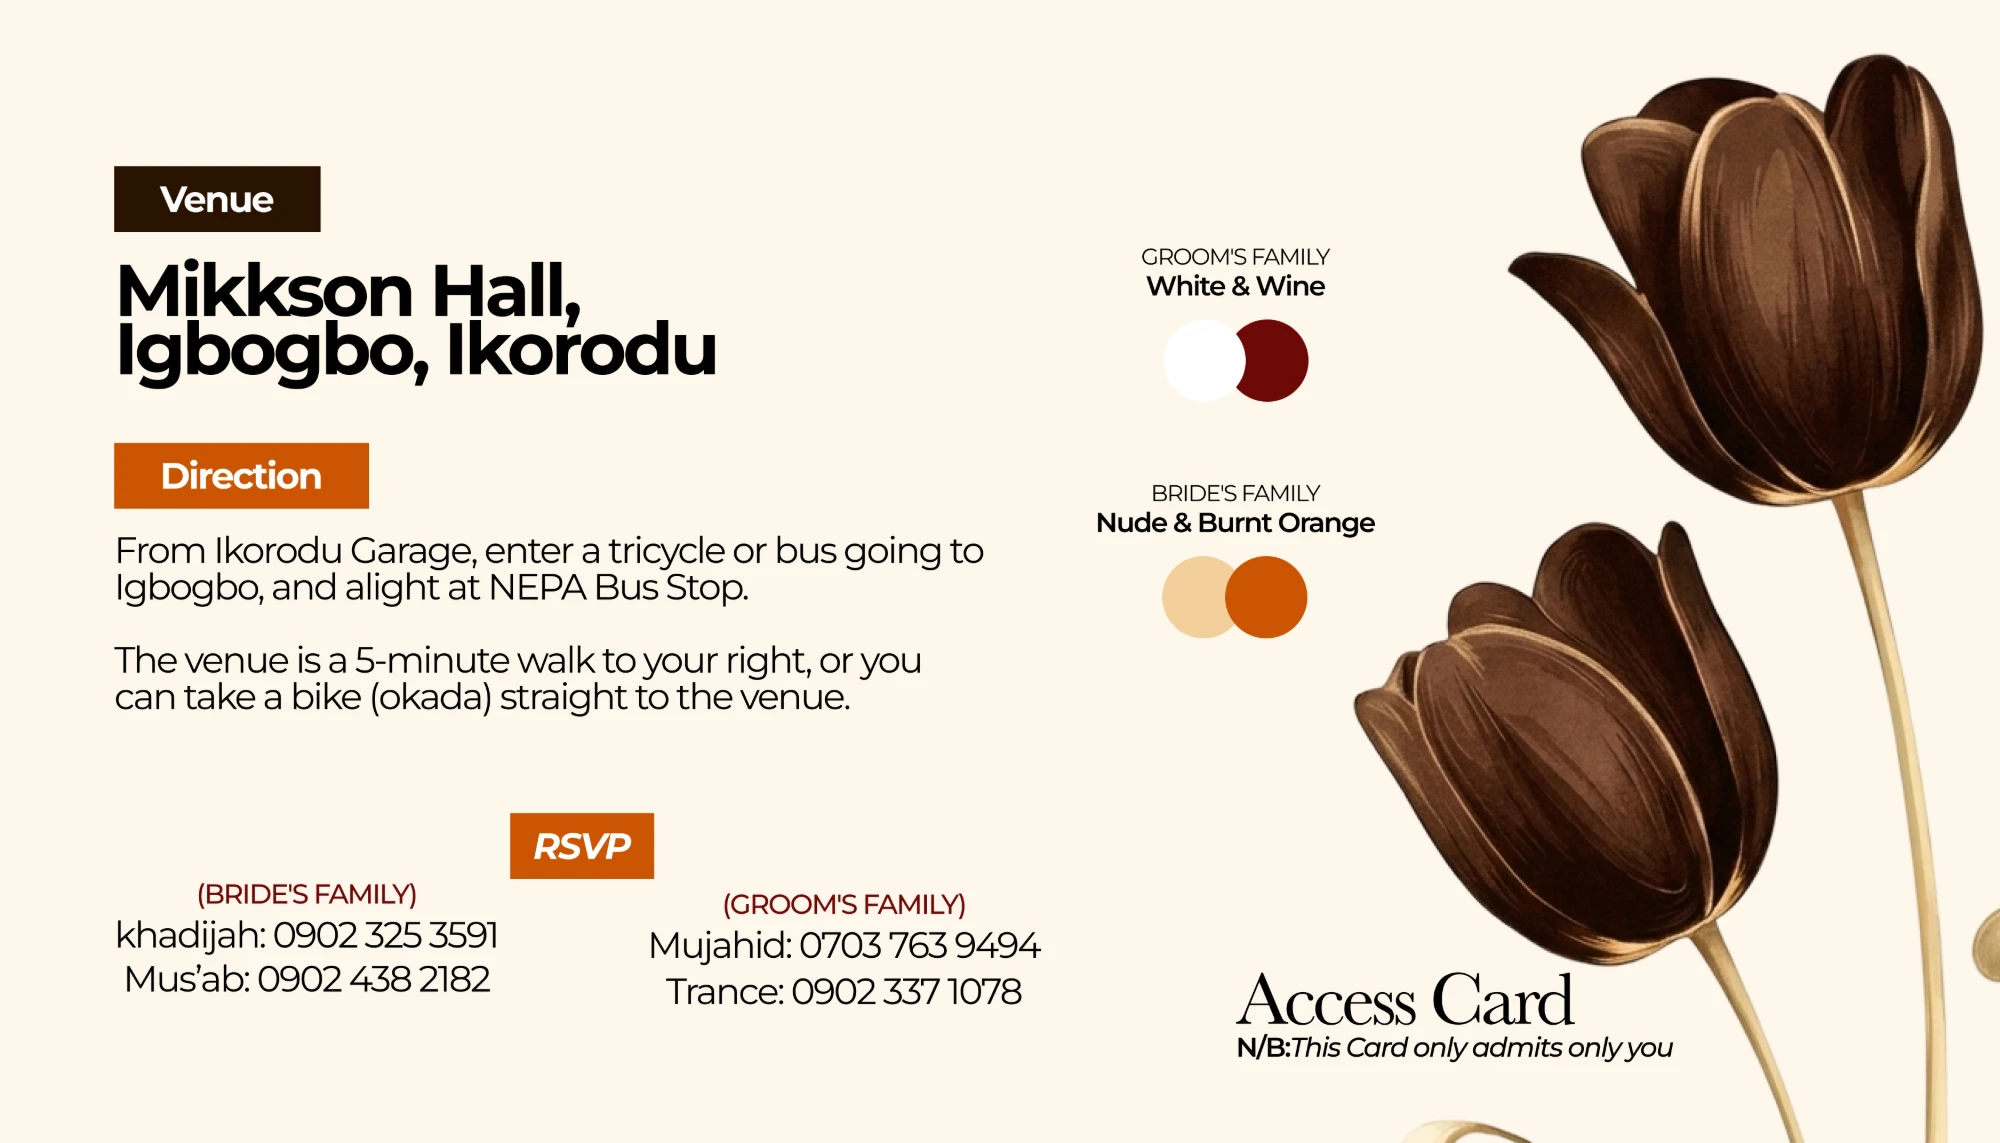 Venue
Mikkson Hall,
Igbogbo, Ikorodu
Direction
From Ikorodu Garage, enter a tricycle or bus going to
Igbogbo, and alight at NEPA Bus Stop.
The venue is a 5-minute walk to your right, or you
can take a bike (okada) straight to the venue.
GROOM'S FAMILY
White & Wine
BRIDE'S FAMILY
Nude & Burnt Orange
RSVP
(BRIDE'S FAMILY)
khadijah: 0902 325 3591
Mus’ab: 0902 438 2182
(GROOM'S FAMILY)
Mujahid: 0703 763 9494
Trance: 0902 337 1078
Access Card
N/B:This Card only admits only you